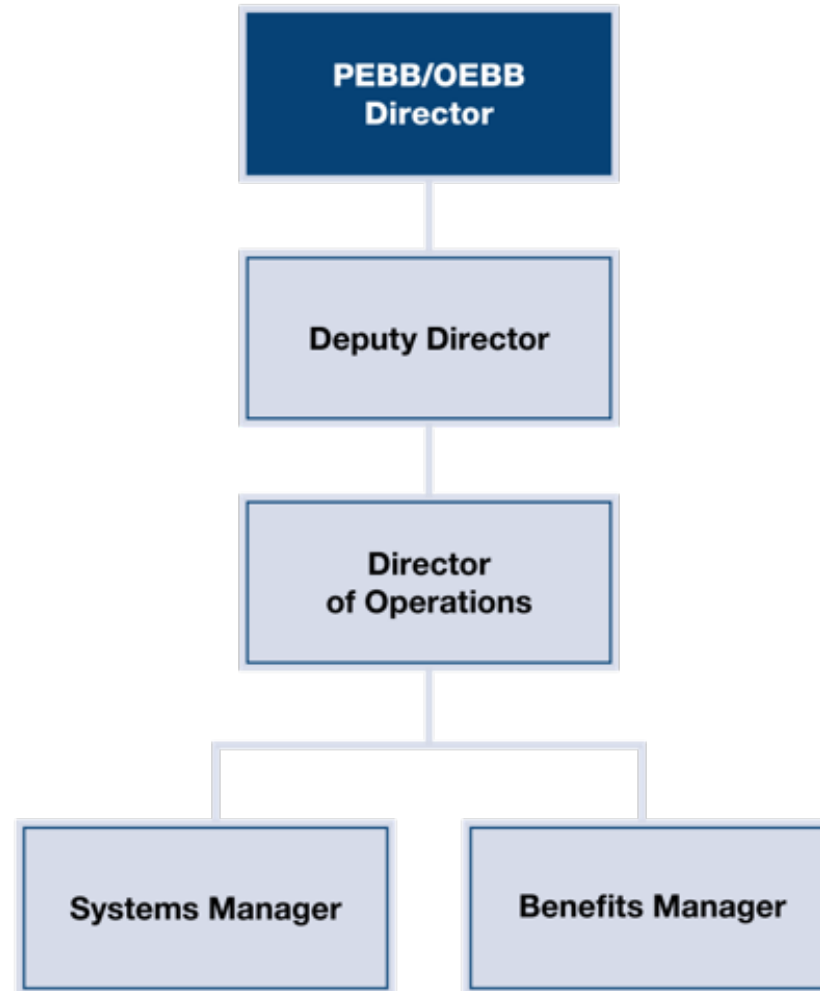 PEBB/OEBB
Director
Deputy Director
Director
of Operations
Systems Manager
Benefits Manager